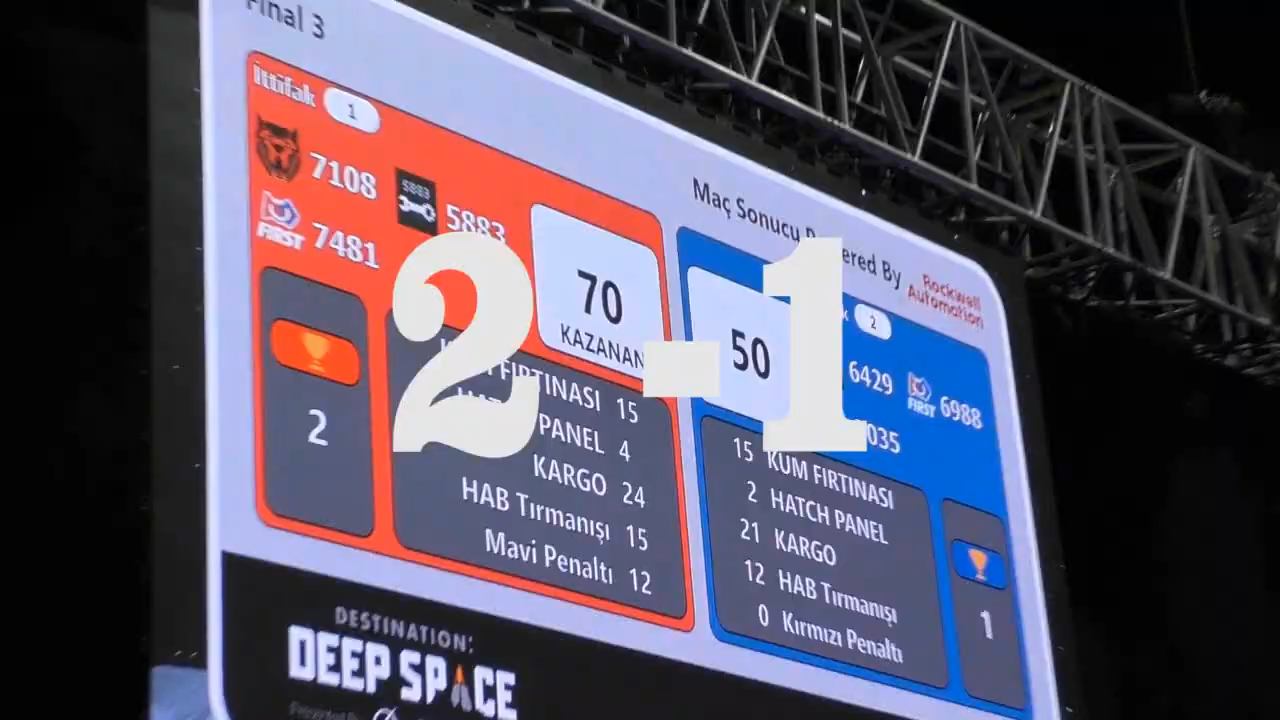 Final 3
İttifak 1
7108
5883
5883
FIRST
7481
70
KAZANAN
2
FIRTINASI 15
PANEL 4
KARGO 24
HAB Tırmanışı 15
Mavi Penaltı 12
Maç Sonucu Powered By
Rockwell
Automation
2
50
6429
FIRST
6988
15 KUM FIRTINASI
2 HATCH PANEL
21 KARGO
12 HAB Tırmanışı
0 Kırmızı Penaltı
1
DESTINATION:
DEEP SPACE
2-1